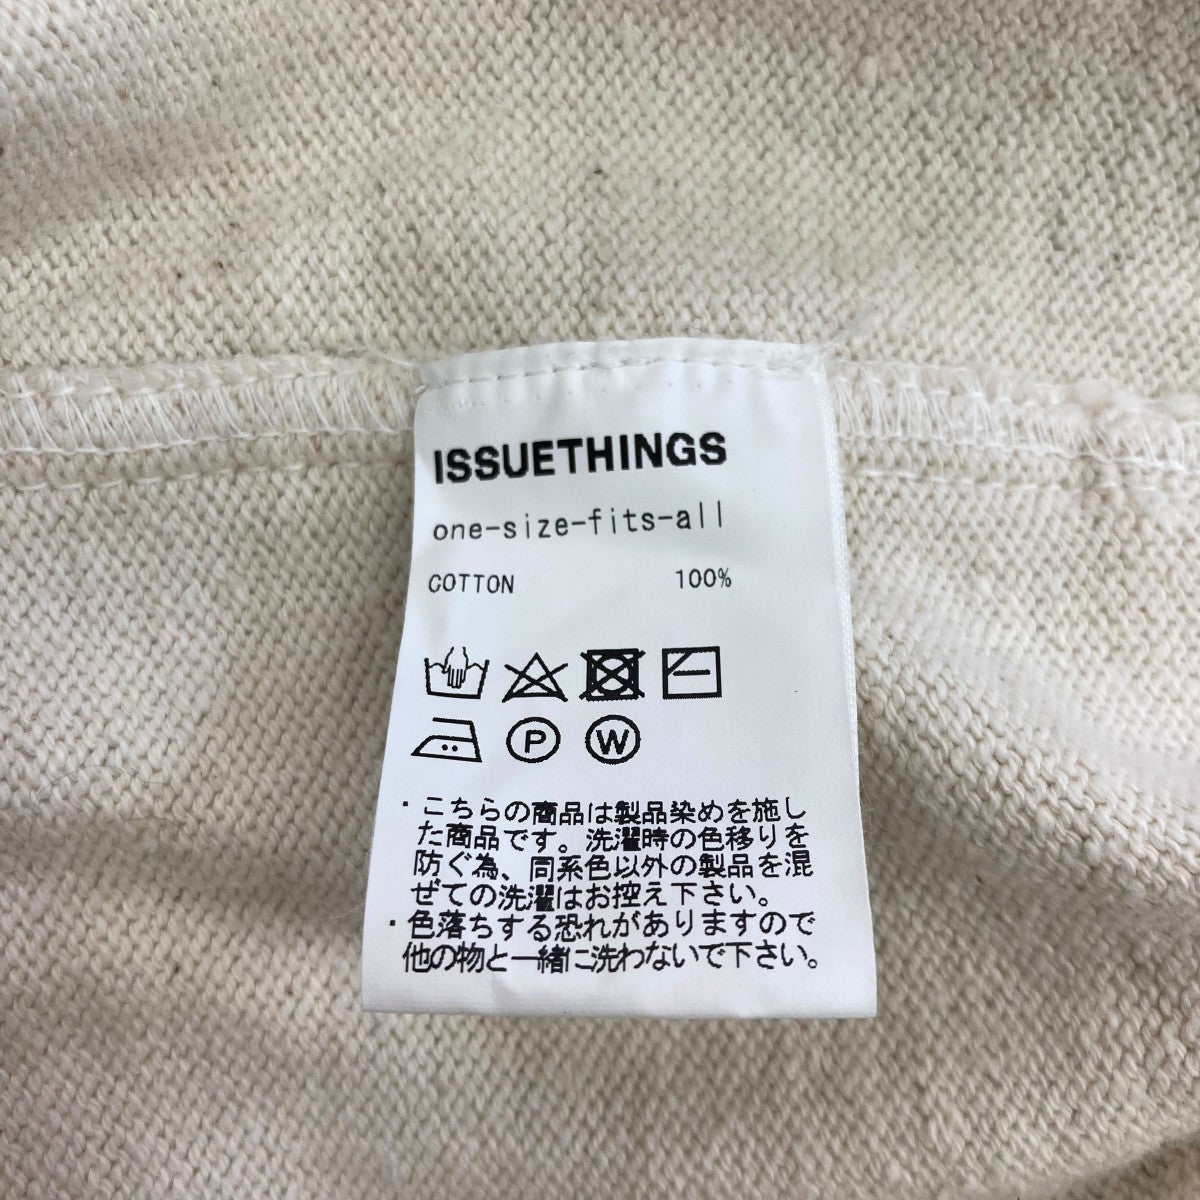 ISSUETHINGS
one-size-fits-all
COTTON 100%
P W
・こちらの商品は製品染めを施し
た商品です。洗濯時の色移りを
防ぐ為、同系色以外の製品を混
ぜての洗濯はお控え下さい。
・色落ちする恐れがありますので
他の物と一緒に洗わないで下さい。